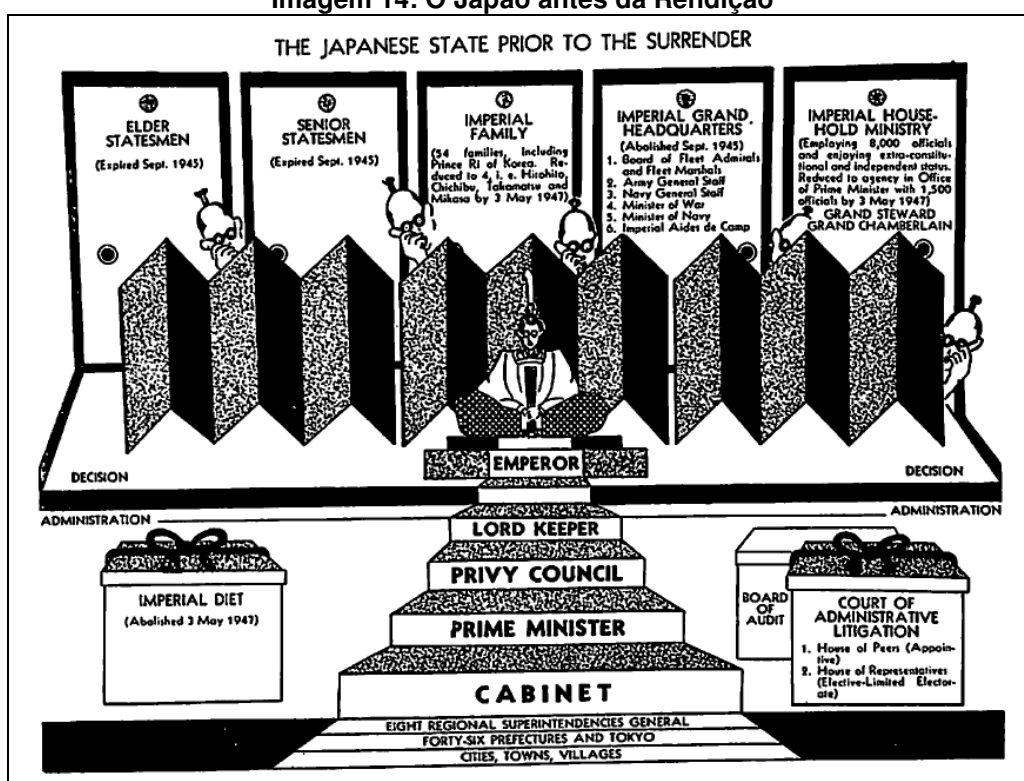 Imagem 14: O Japão antes da Rendição
THE JAPANESE STATE PRIOR TO THE SURRENDER
ELDER
STATESMEN
(Expired Sept. 1945)
SENIOR
STATESMEN
(Expired Sept. 1945)
IMPERIAL
FAMILY
(54 families, including
Prince RI of Korea. Re-
duced to 4, i. e. Hirohito,
Chichibu, Takamatsu and
Mikasa by 3 May 1947)
IMPERIAL GRAND
HEADQUARTERS
(Abolished Sept. 1945)
1. Board of Fleet Admirals
and Fleet Marshals
2. Army General Staff
3. Navy General Staff
4. Minister of War
5. Minister of Navy
6. Imperial Aides de Camp
IMPERIAL HOUSE-
HOLD MINISTRY
(Employing 8,000 officials
and enjoying extra-constitu-
tional and independent status.
Reduced to agency in Office
of Prime Minister with 1,500
officials by 3 May 1947)
GRAND STEWARD
GRAND CHAMBERLAIN
DECISION
DECISION
EMPEROR
ADMINISTRATION
ADMINISTRATION
LORD KEEPER
PRIVY COUNCIL
PRIME MINISTER
CABINET
EIGHT REGIONAL SUPERINTENDENCIES GENERAL
FORTY-SIX PREFECTURES AND TOKYO
CITIES, TOWNS, VILLAGES
IMPERIAL DIET
(Abolished 3 May 1947)
BOARD
OF
AUDIT
COURT OF
ADMINISTRATIVE
LITIGATION
1. House of Peers (Appoin-
tive)
2. House of Representatives
(Elective-Limited Elector-
ate)